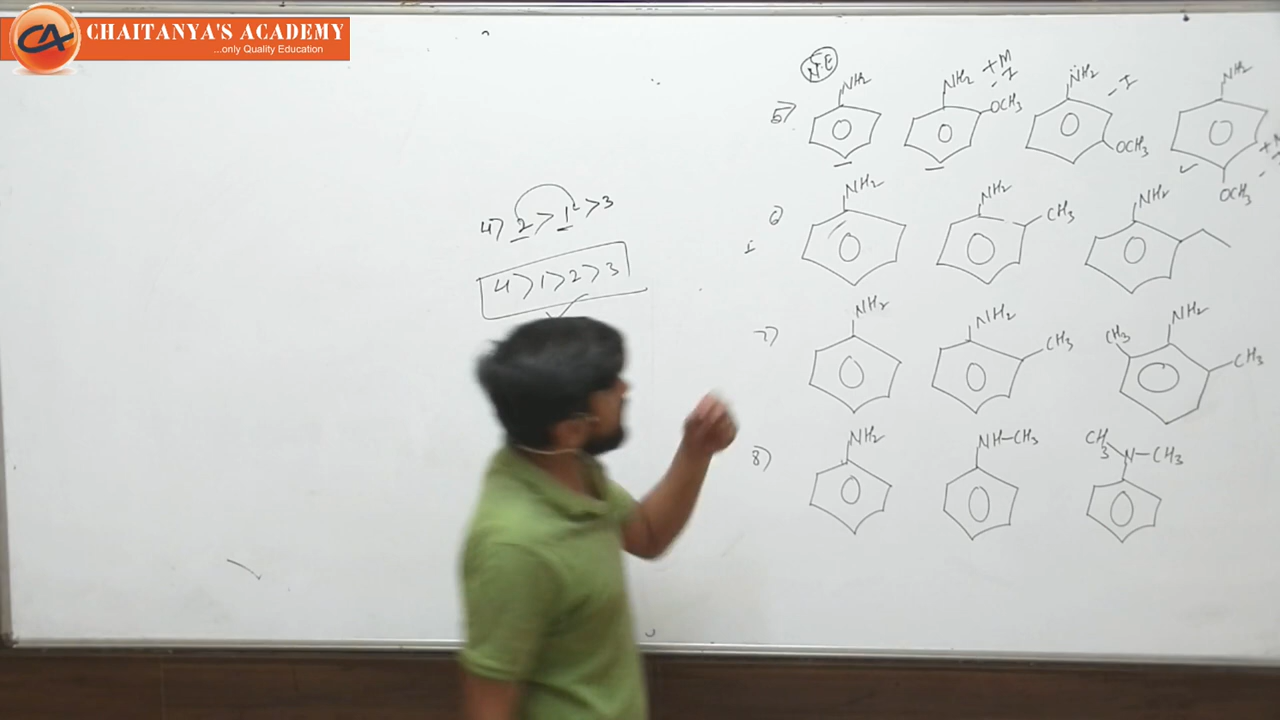 CA CHAITANYA'S ACADEMY
...only Quality Education
4> 2 > 1 > 3
4>1>2>3
5) NH₂ NH₂ +M -I OCH₃ N̈H₂ -I OCH₃ NH₂ +M - OCH₃
6) NH₂ NH₂ CH₃ NH₂
7) NH₂ NH₂ CH₃ CH₃ NH₂ CH₃
8) NH₂ NH-CH₃ CH₃ N-CH₃